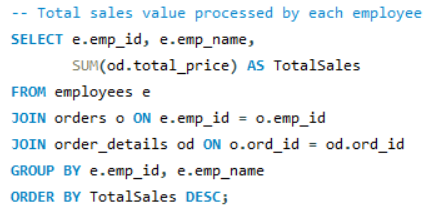 -- Total sales value processed by each employee
SELECT e.emp_id, e.emp_name,
       SUM(od.total_price) AS TotalSales
FROM employees e
JOIN orders o ON e.emp_id = o.emp_id
JOIN order_details od ON o.ord_id = od.ord_id
GROUP BY e.emp_id, e.emp_name
ORDER BY TotalSales DESC;